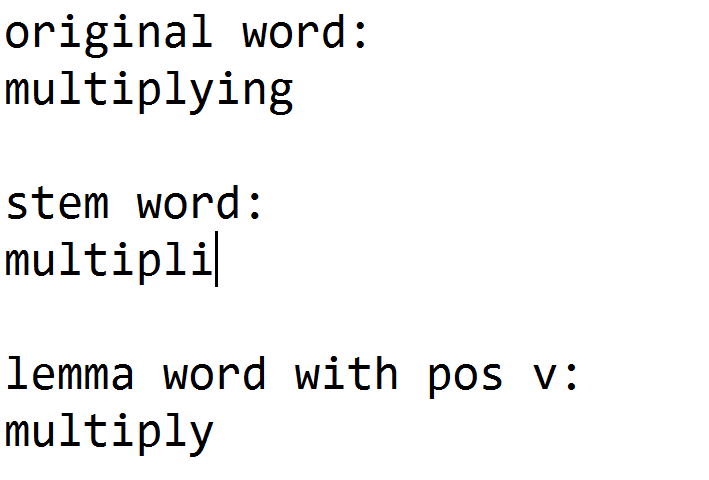 original word:
multiplying
stem word:
multipli
lemma word with pos v:
multiply